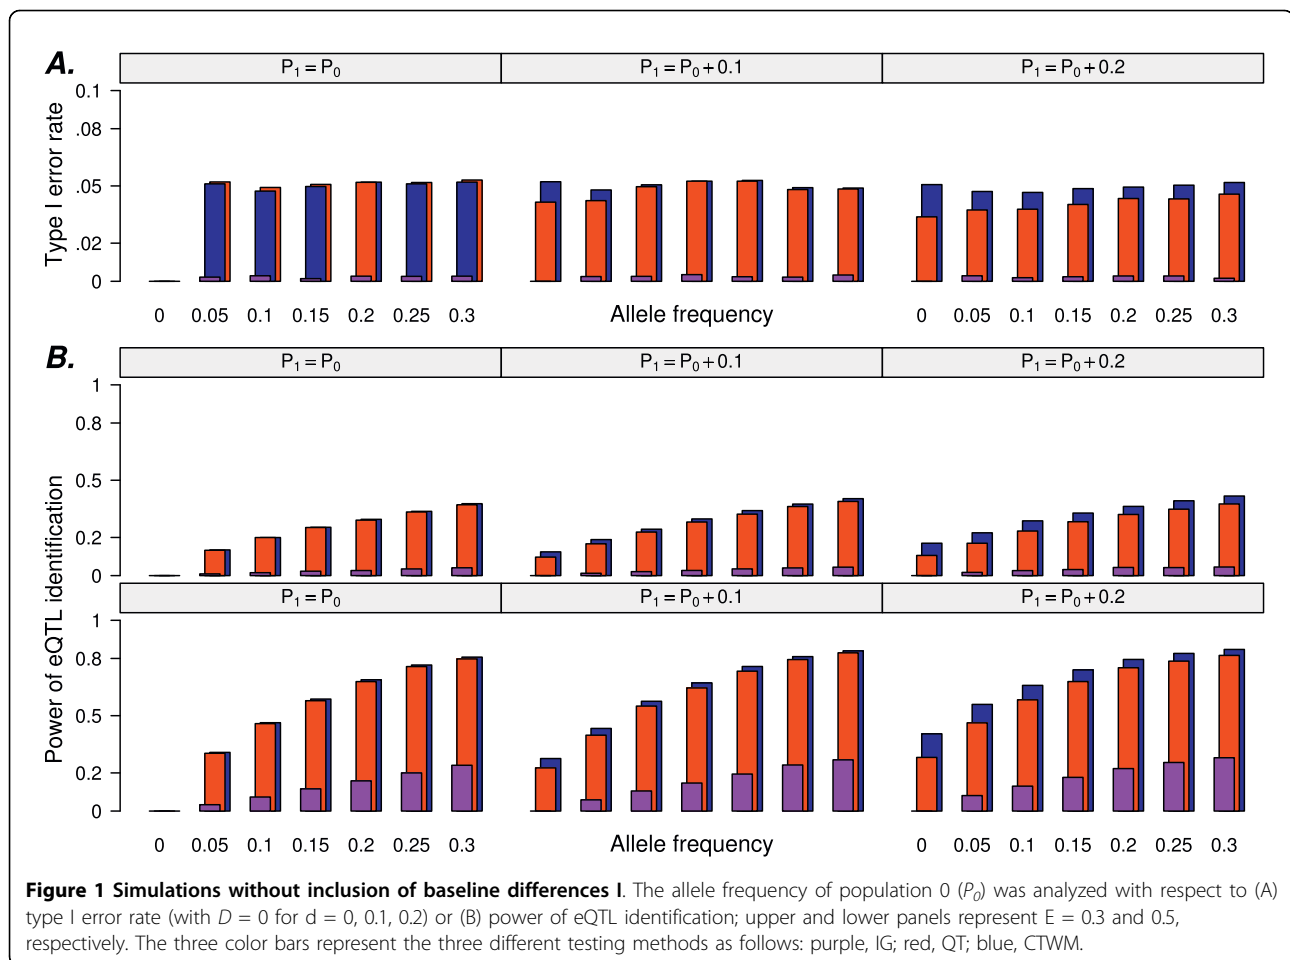 A.
P1 = P0
P1 = P0 + 0.1
P1 = P0 + 0.2
Type I error rate
0.1
.08
.05
.02
0
0 0.05 0.1 0.15 0.2 0.25 0.3
Allele frequency
0 0.05 0.1 0.15 0.2 0.25 0.3
B.
P1 = P0
P1 = P0 + 0.1
P1 = P0 + 0.2
Power of eQTL identification
1
0.8
0.5
0.2
0
P1 = P0
P1 = P0 + 0.1
P1 = P0 + 0.2
1
0.8
0.5
0.2
0
0 0.05 0.1 0.15 0.2 0.25 0.3
Allele frequency
0 0.05 0.1 0.15 0.2 0.25 0.3
Figure 1 Simulations without inclusion of baseline differences I. The allele frequency of population 0 (P0) was analyzed with respect to (A)
type I error rate (with D = 0 for d = 0, 0.1, 0.2) or (B) power of eQTL identification; upper and lower panels represent E = 0.3 and 0.5,
respectively. The three color bars represent the three different testing methods as follows: purple, IG; red, QT; blue, CTWM.